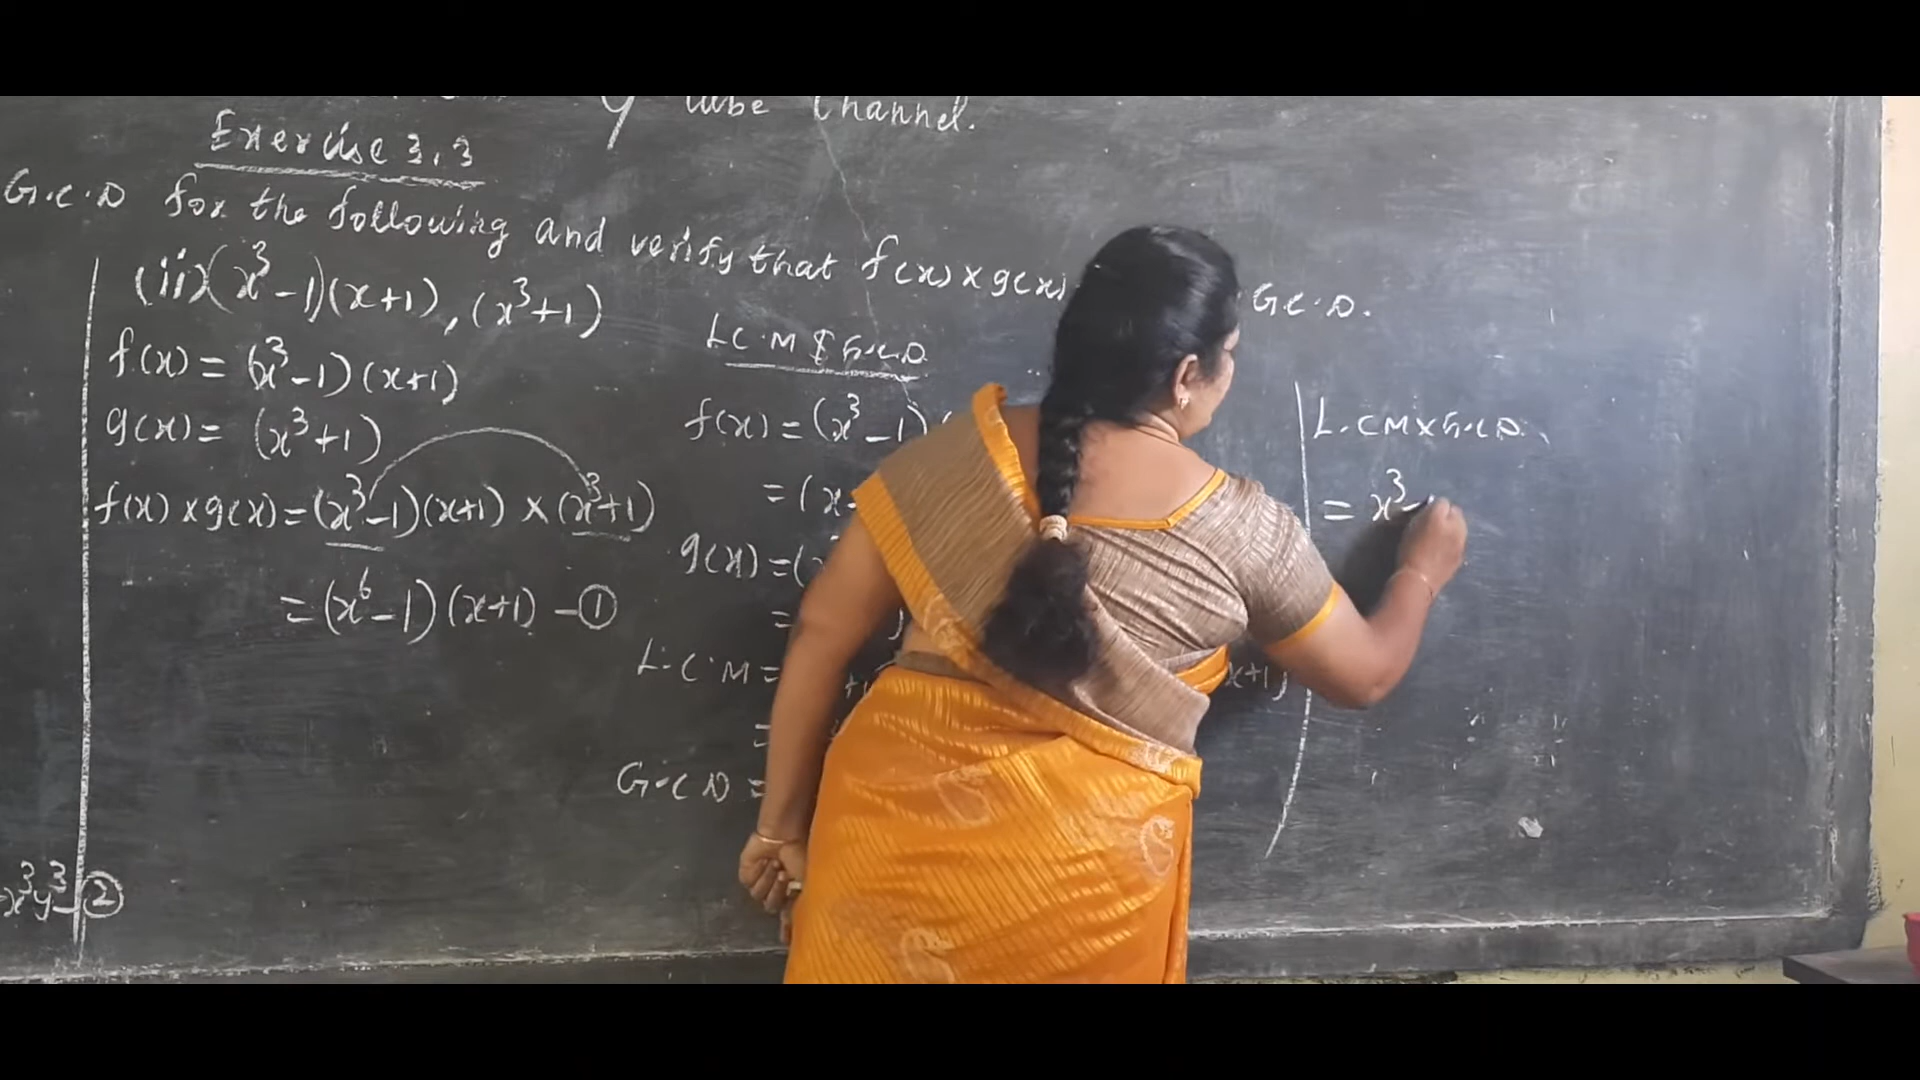 Tube Channel.
Exercise 3.3
G.C.D for the following and verify that f(x) × g(x) G.C.D.
(ii) (x³-1)(x+1), (x³+1)
f(x) = (x³-1)(x+1)
g(x) = (x³+1)
f(x) × g(x) = (x³-1)(x+1) × (x³+1)
= (x⁶-1)(x+1) - ①
x³y³ - ②
L.C.M & G.C.D
f(x) = (x³-1)
= (x-
g(x) = (
=
L.C.M = x+1)
=
G.C.D =
L.C.M × G.C.D.
= x³-